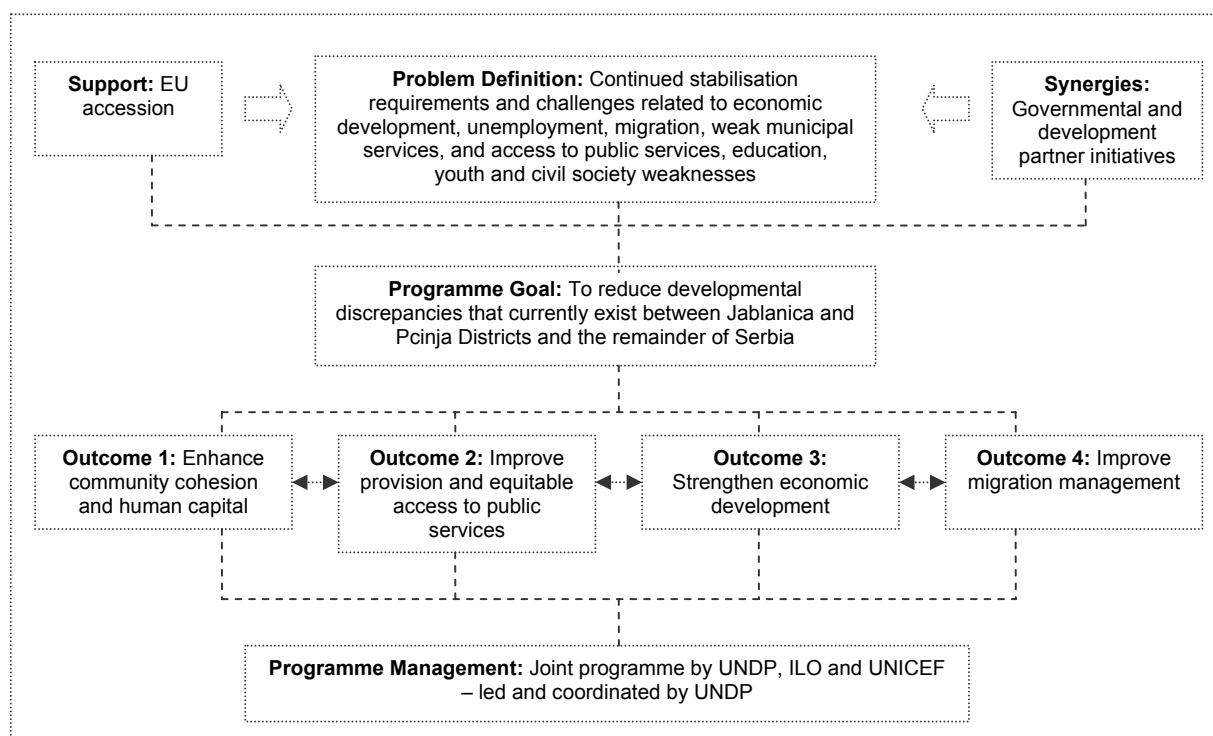 Support: EU
accession
Problem Definition: Continued stabilisation
requirements and challenges related to economic
development, unemployment, migration, weak municipal
services, and access to public services, education,
youth and civil society weaknesses
Synergies:
Governmental and
development
partner initiatives
Programme Goal: To reduce developmental
discrepancies that currently exist between Jablanica and
Pcinja Districts and the remainder of Serbia
Outcome 1: Enhance
community cohesion
and human capital
Outcome 2: Improve
provision and equitable
access to public
services
Outcome 3:
Strengthen economic
development
Outcome 4: Improve
migration management
Programme Management: Joint programme by UNDP, ILO and UNICEF
– led and coordinated by UNDP